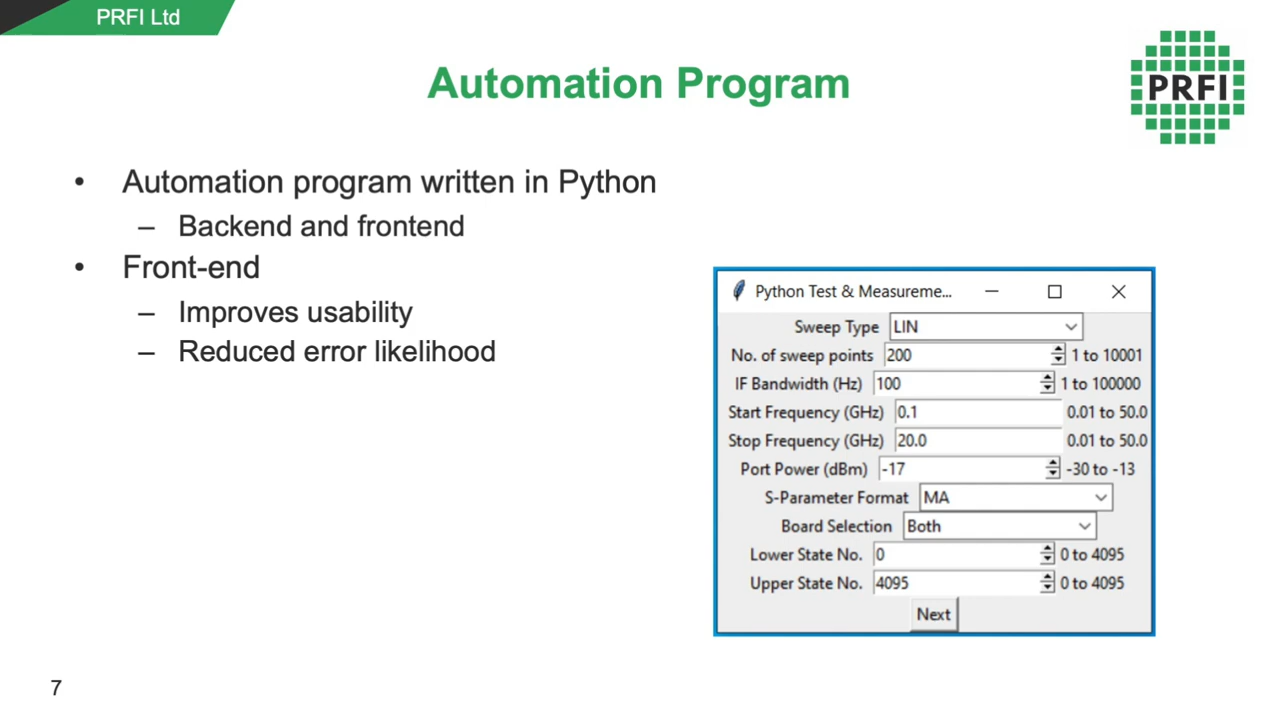 PRFI Ltd
PRFI
Automation Program
• Automation program written in Python
– Backend and frontend
• Front-end
– Improves usability
– Reduced error likelihood
Python Test & Measureme...
Sweep Type LIN
No. of sweep points 200 1 to 10001
IF Bandwidth (Hz) 100 1 to 100000
Start Frequency (GHz) 0.1 0.01 to 50.0
Stop Frequency (GHz) 20.0 0.01 to 50.0
Port Power (dBm) -17 -30 to -13
S-Parameter Format MA
Board Selection Both
Lower State No. 0 0 to 4095
Upper State No. 4095 0 to 4095
Next
7